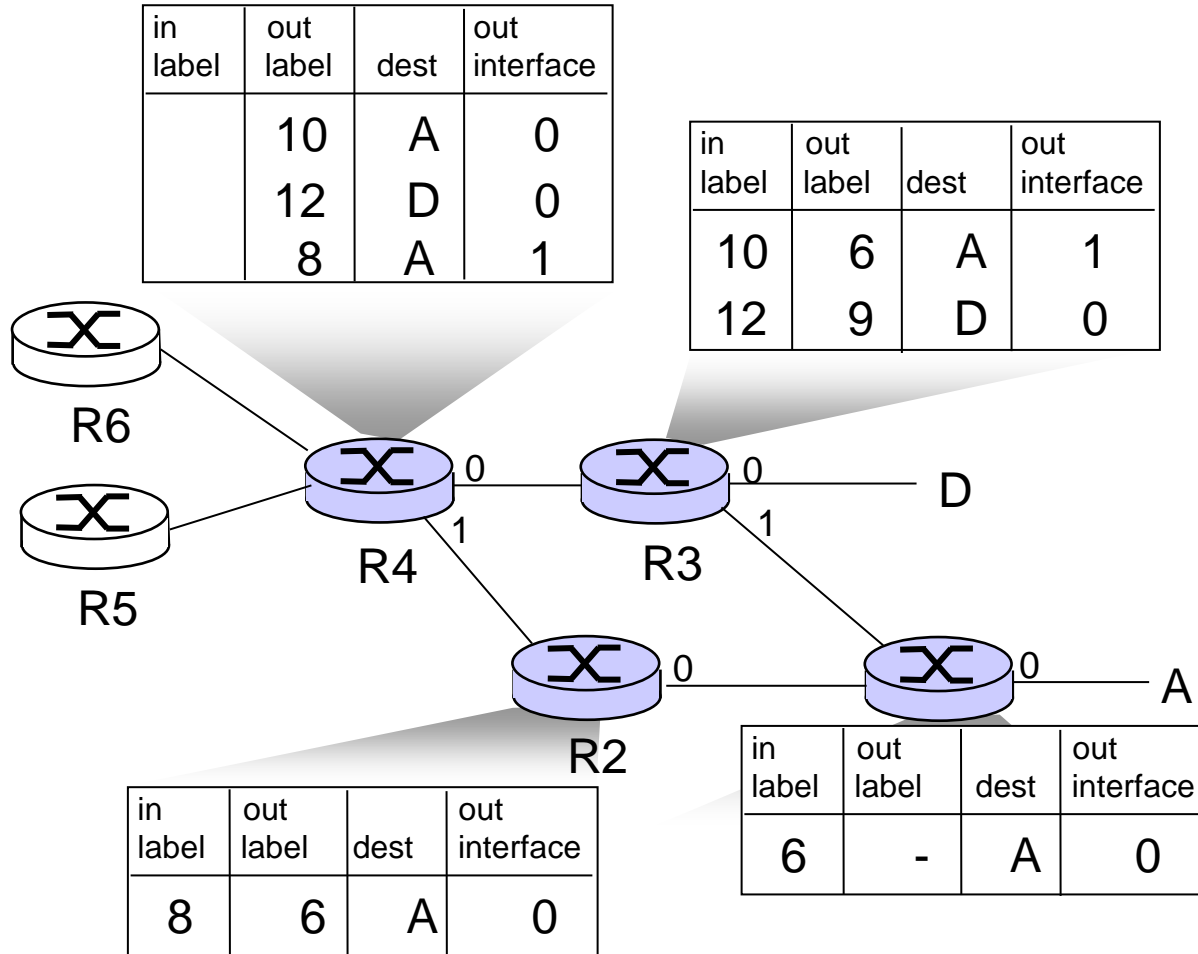 in label | out label | dest | out interface
10 | A | 0
12 | D | 0
8 | A | 1
in label | out label | dest | out interface
10 | 6 | A | 1
12 | 9 | D | 0
R6
R5
R4
0
1
R3
0
1
D
R2
0
0
A
in label | out label | dest | out interface
6 | - | A | 0
in label | out label | dest | out interface
8 | 6 | A | 0